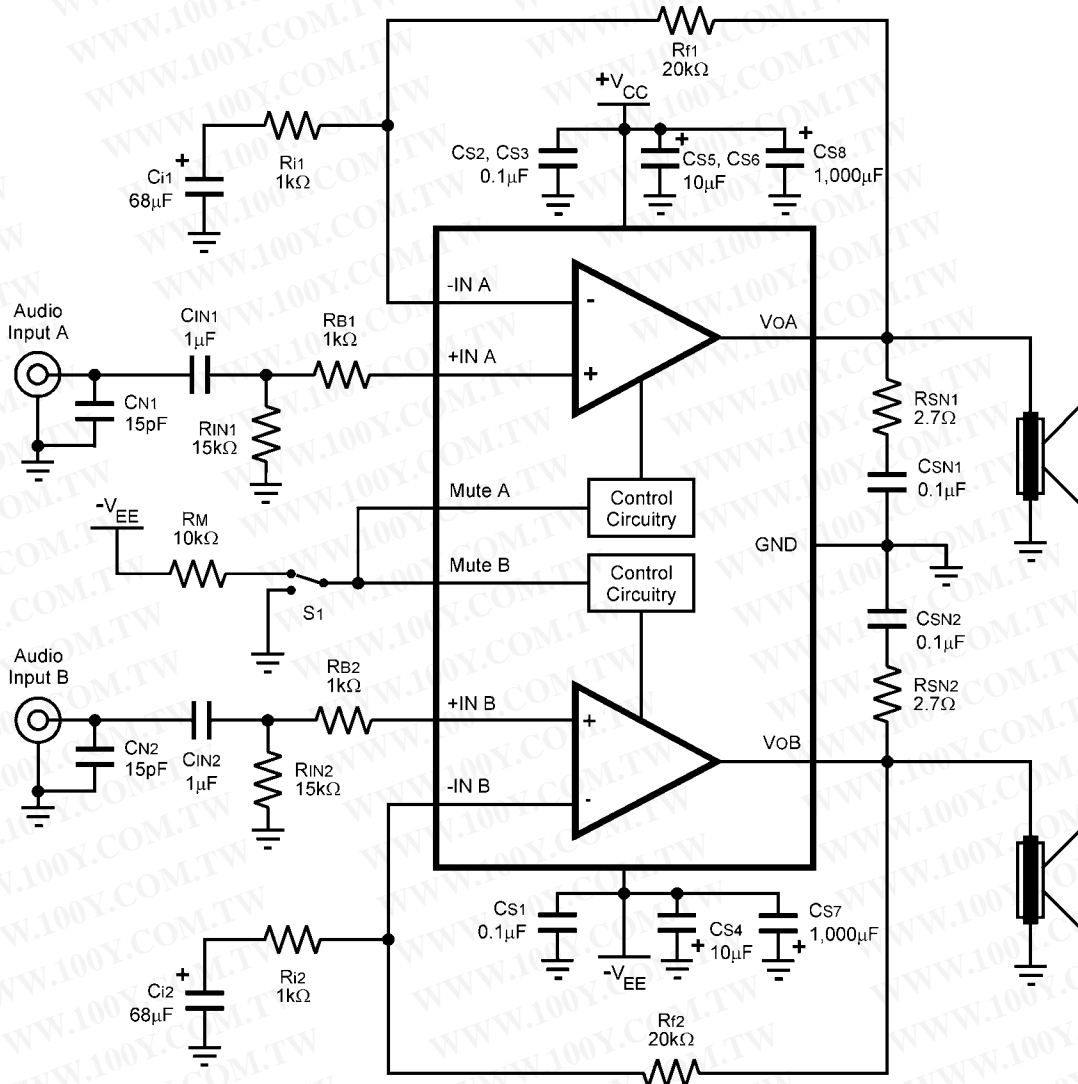 Rf1
20kΩ
+VCC
Ri1
1kΩ
Ci1
68µF
+
CS2, CS3
0.1µF
+
CS5, CS6
10µF
+
CS8
1,000µF
Audio
Input A
CIN1
1µF
RB1
1kΩ
-IN A
-
+IN A
+
VOA
CN1
15pF
RIN1
15kΩ
RSN1
2.7Ω
CSN1
0.1µF
Mute A
Control
Circuitry
-VEE
RM
10kΩ
GND
Mute B
Control
Circuitry
S1
CSN2
0.1µF
Audio
Input B
RB2
1kΩ
+IN B
+
RSN2
2.7Ω
CN2
15pF
CIN2
1µF
RIN2
15kΩ
VOB
-IN B
-
CS1
0.1µF
CS4
10µF
+
CS7
1,000µF
+
-VEE
Ri2
1kΩ
Ci2
68µF
+
Rf2
20kΩ
WWW.100Y.COM.TW